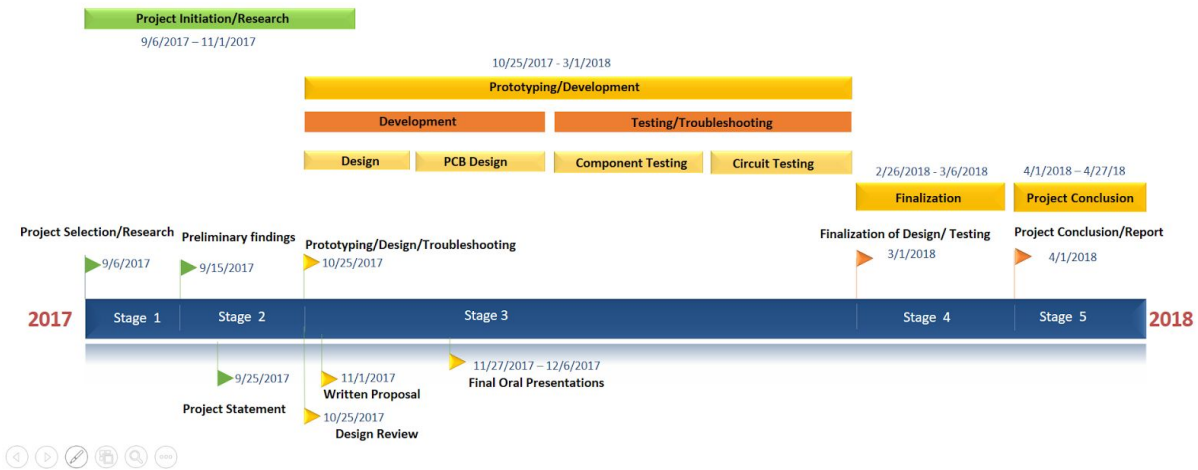 Project Initiation/Research
9/6/2017 – 11/1/2017
10/25/2017 - 3/1/2018
Prototyping/Development
Development
Testing/Troubleshooting
Design
PCB Design
Component Testing
Circuit Testing
2/26/2018 - 3/6/2018
4/1/2018 – 4/27/18
Finalization
Project Conclusion
Project Selection/Research
9/6/2017
Preliminary findings
9/15/2017
Prototyping/Design/Troubleshooting
10/25/2017
Finalization of Design/ Testing
3/1/2018
Project Conclusion/Report
4/1/2018
2017
Stage 1
Stage 2
Stage 3
Stage 4
Stage 5
2018
9/25/2017
Project Statement
11/1/2017
Written Proposal
10/25/2017
Design Review
11/27/2017 – 12/6/2017
Final Oral Presentations